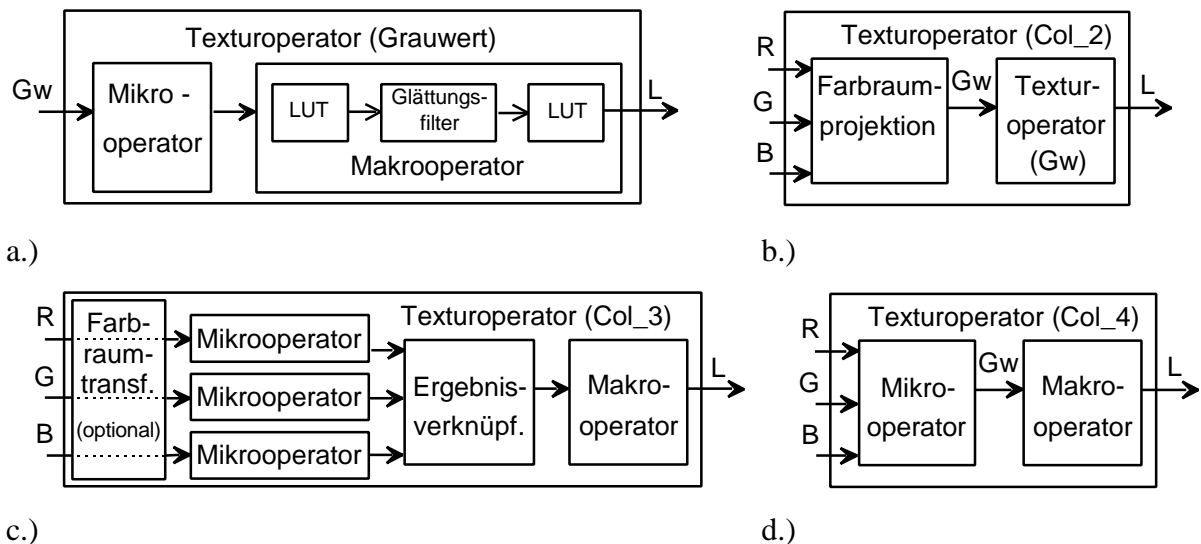 Texturoperator (Grauwert)
Gw
Mikro -
operator
LUT
Glättungs-
filter
LUT
L
Makrooperator
a.)
Texturoperator (Col_2)
R
G
B
Farbraum-
projektion
Gw
Textur-
operator
(Gw)
L
b.)
Texturoperator (Col_3)
R
G
B
Farb-
raum-
transf.
(optional)
Mikrooperator
Mikrooperator
Mikrooperator
Ergebnis-
verknüpf.
Makro-
operator
L
c.)
Texturoperator (Col_4)
R
G
B
Mikro-
operator
Gw
Makro-
operator
L
d.)